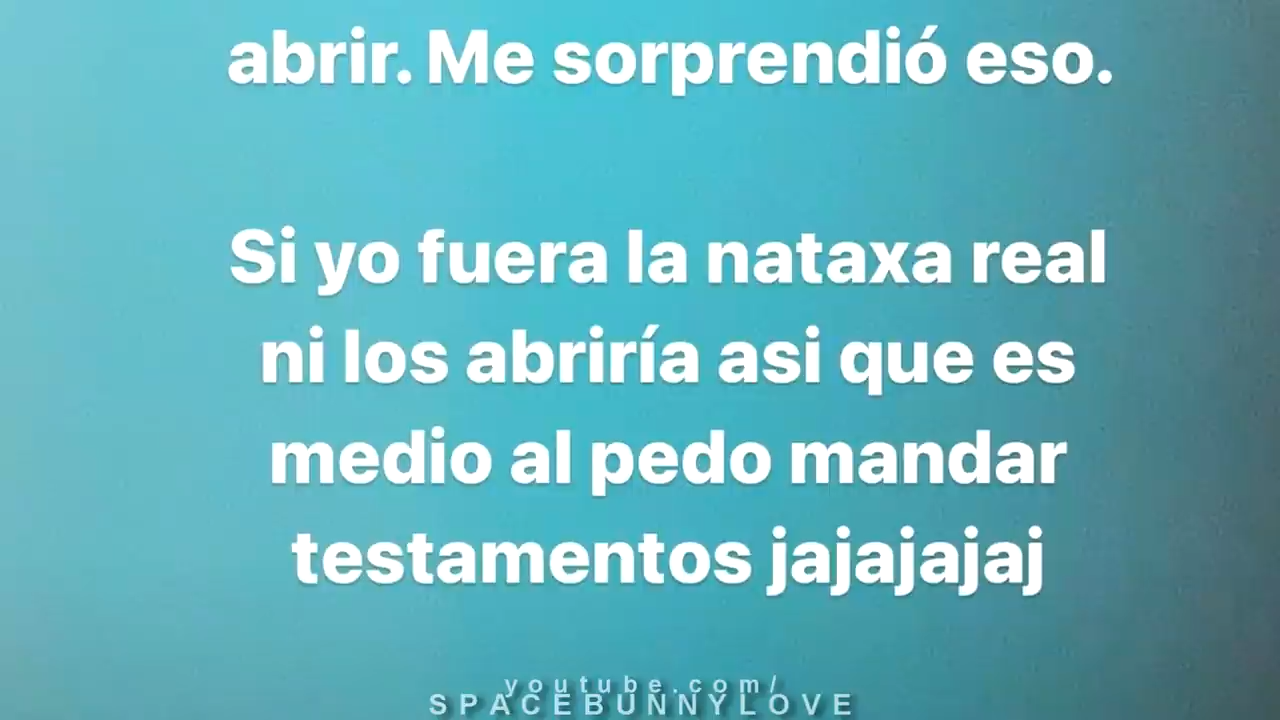 abrir. Me sorprendió eso.
Si yo fuera la nataxa real
ni los abriría asi que es
medio al pedo mandar
testamentos jajajajaj
youtube.com/
SPACEBUNNYLOVE